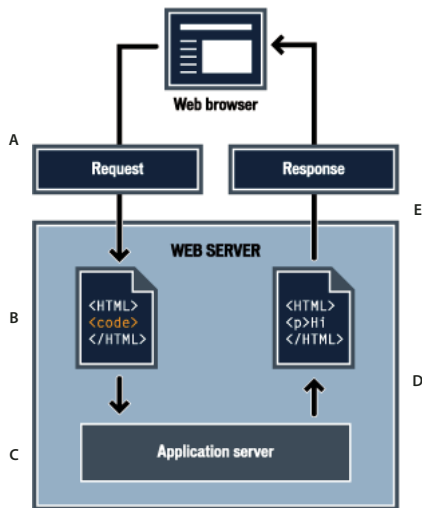 Web browser
A
Request
Response
E
WEB SERVER
B
<HTML>
<code>
</HTML>
<HTML>
<p>Hi
</HTML>
D
C
Application server